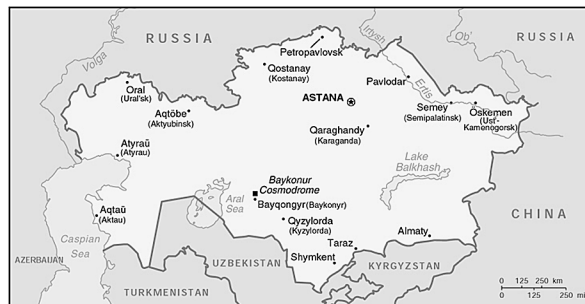 RUSSIA
RUSSIA
Irtysh
Ob'
Volga
Petropavlovsk
Qostanay
(Kostanay)
Pavlodar
Oral
(Ural'sk)
ASTANA
Ertis
Aqtöbe
(Aktyubinsk)
Semey
(Semipalatinsk)
Öskemen
(Ust'-
Kamenogorsk)
Qaraghandy
(Karaganda)
Atyraū
(Atyrau)
Lake
Balkhash
Baykonur
Cosmodrome
Aral
Sea
Bayqongyr (Baykonyr)
Aqtaū
(Aktau)
Qyzylorda
(Kyzylorda)
CHINA
Caspian
Sea
Taraz
Almaty
AZERBAIJAN
UZBEKISTAN
Shymkent
KYRGYZSTAN
TURKMENISTAN
0 125 250 km
0 125 250 mi